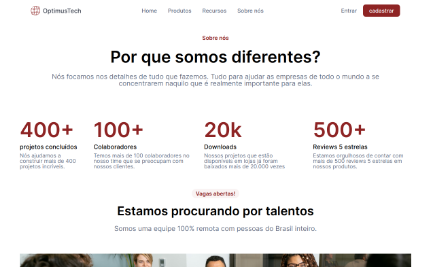 OptimusTech
Home Produtos Recursos Sobre nós
Entrar cadastrar
Sobre nós
Por que somos diferentes?
Nós focamos nos detalhes de tudo que fazemos. Tudo para ajudar as empresas de todo o mundo a se
concentrarem naquilo que é realmente importante para elas.
400+
projetos concluídos
Nós ajudamos a
construir mais de 400
projetos incríveis.
100+
Colaboradores
Temos mais de 100 colaboradores no
nosso time que se preocupam com
nossos clientes.
20k
Downloads
Nossos projetos que estão
disponíveis em lojas já foram
baixados mais de 20.000 vezes
500+
Reviews 5 estrelas
Estamos orgulhosos de contar com
mais de 500 reviews 5 estrelas em
nossos produtos.
Vagas abertas!
Estamos procurando por talentos
Somos uma equipe 100% remota com pessoas do Brasil inteiro.